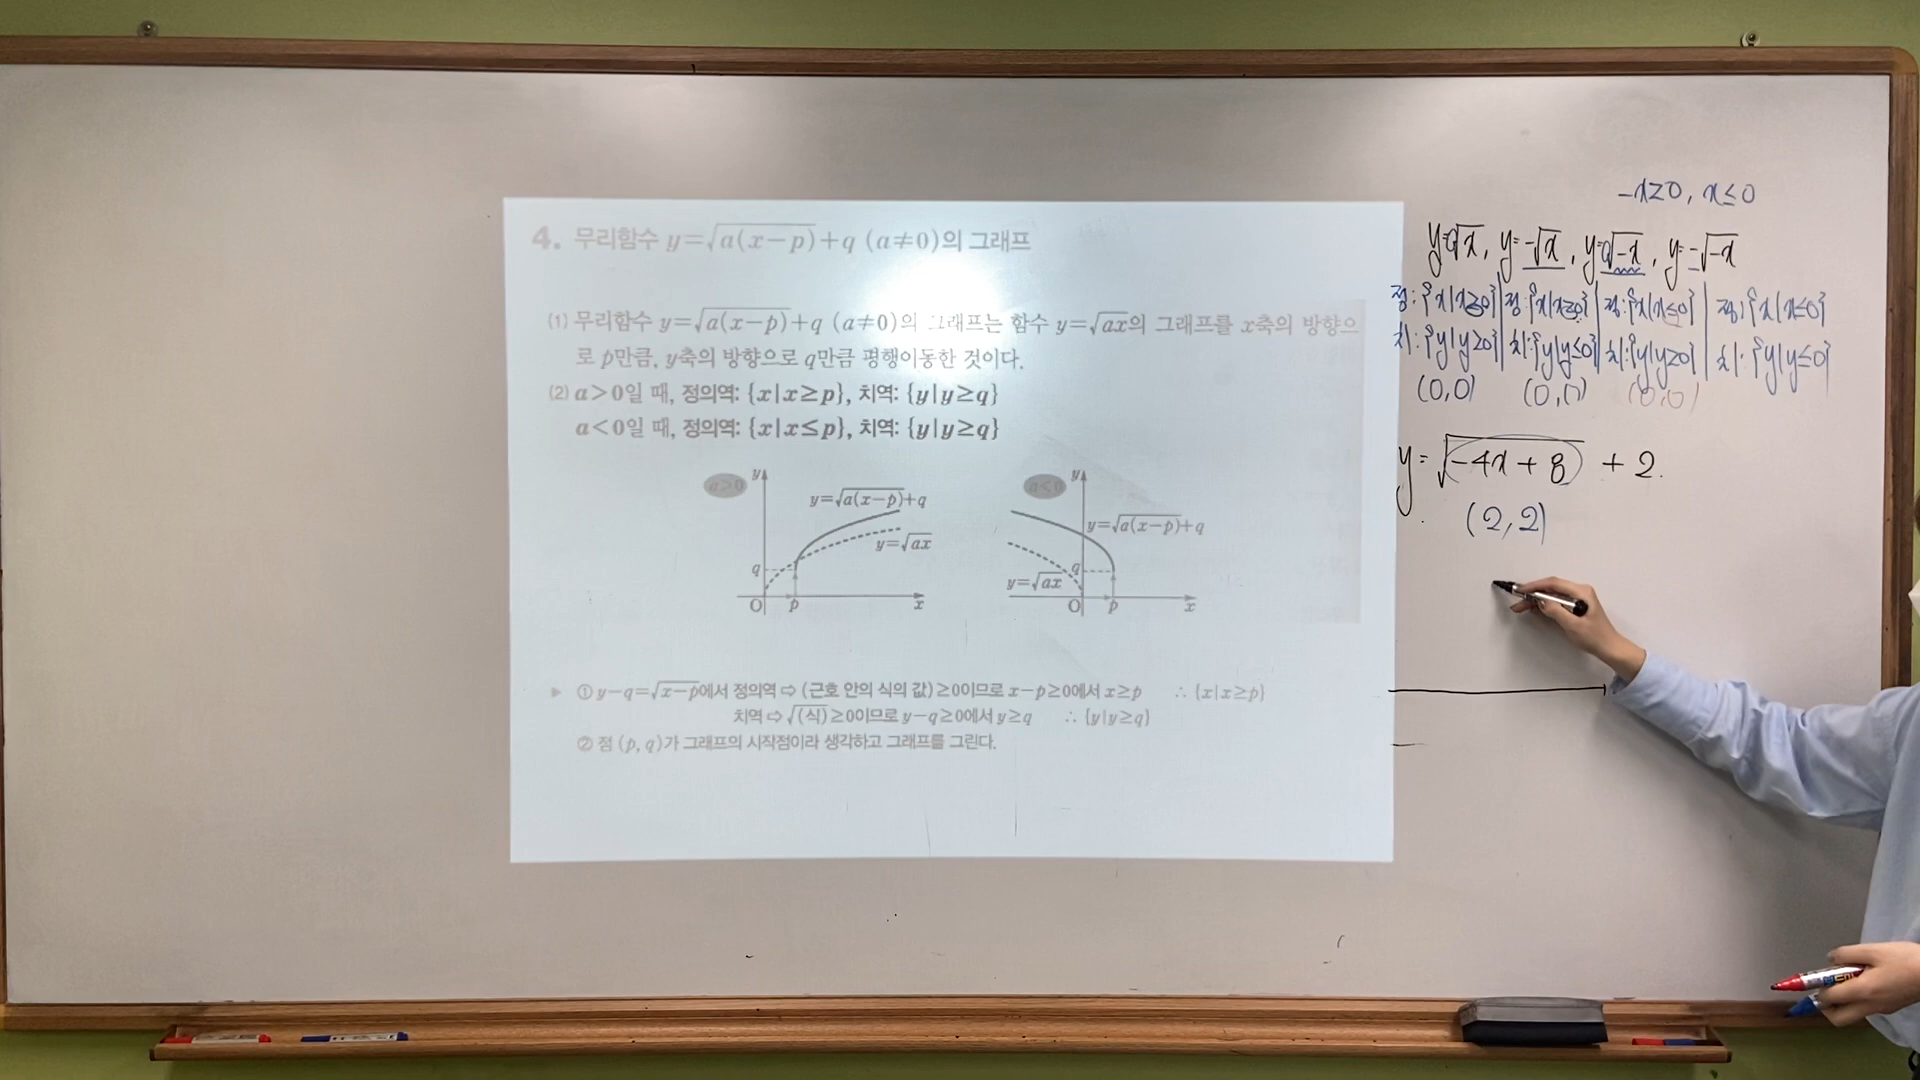 4. 무리함수 y=√a(x-p)+q (a≠0)의 그래프
(1) 무리함수 y=√a(x-p)+q (a≠0)의 그래프는 함수 y=√ax의 그래프를 x축의 방향으
로 p만큼, y축의 방향으로 q만큼 평행이동한 것이다.
(2) a>0일 때, 정의역: {x|x≥p}, 치역: {y|y≥q}
a<0일 때, 정의역: {x|x≤p}, 치역: {y|y≥q}
a>0
y
y=√a(x-p)+q
y=√ax
q
O
p
x
a<0
y
y=√a(x-p)+q
y=√ax
q
O
p
x
▶ ① y-q=√x-p에서 정의역 ⇨ (근호 안의 식의 값)≥0이므로 x-p≥0에서 x≥p ∴ {x|x≥p}
치역 ⇨ √(식)≥0이므로 y-q≥0에서 y≥q ∴ {y|y≥q}
② 점 (p, q)가 그래프의 시작점이라 생각하고 그래프를 그린다.
-x≥0, x≤0
y=√x, y=-√x, y=√-x, y=-√-x
정: {x|x≥0} | 정: {x|x≥0} | 정: {x|x≤0} | 정: {x|x≤0}
치: {y|y≥0} | 치: {y|y≤0} | 치: {y|y≥0} | 치: {y|y≤0}
(0,0) (0,0) (0,0)
y=√-4x+8 + 2.
(2,2)